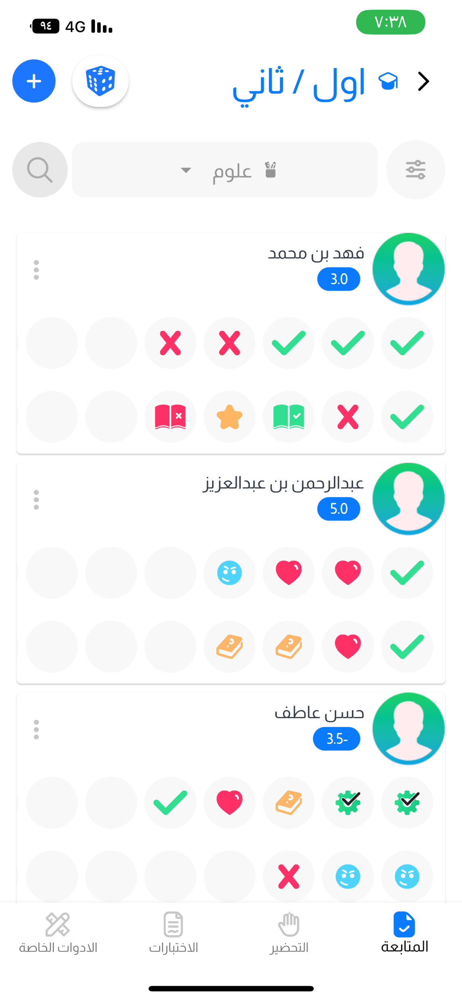 ٧:٣٨
4G ٩٤
اول / ثاني
علوم
فهد بن محمد
3.0
عبدالرحمن بن عبدالعزيز
5.0
حسن عاطف
-3.5
المتابعة
التحضير
الاختبارات
الادوات الخاصة